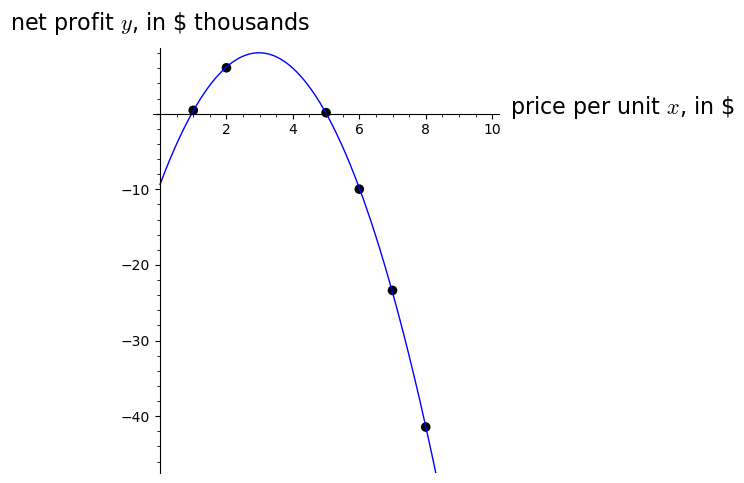 net profit y, in $ thousands
price per unit x, in $
2 4 6 8 10
−10
−20
−30
−40